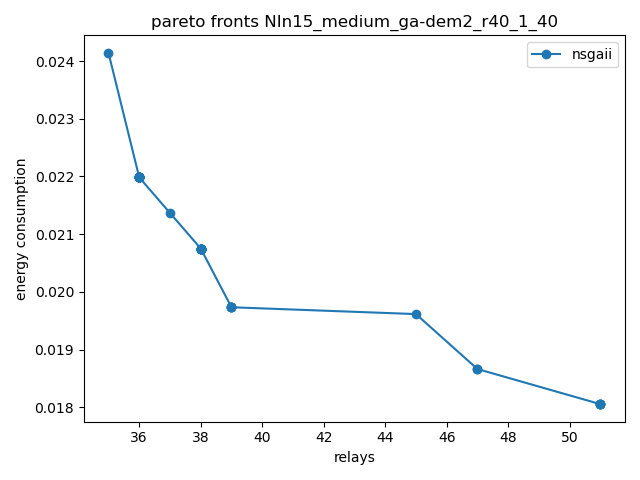 pareto fronts NIn15_medium_ga-dem2_r40_1_40
nsgaii
energy consumption
0.024
0.023
0.022
0.021
0.020
0.019
0.018
36 38 40 42 44 46 48 50
relays